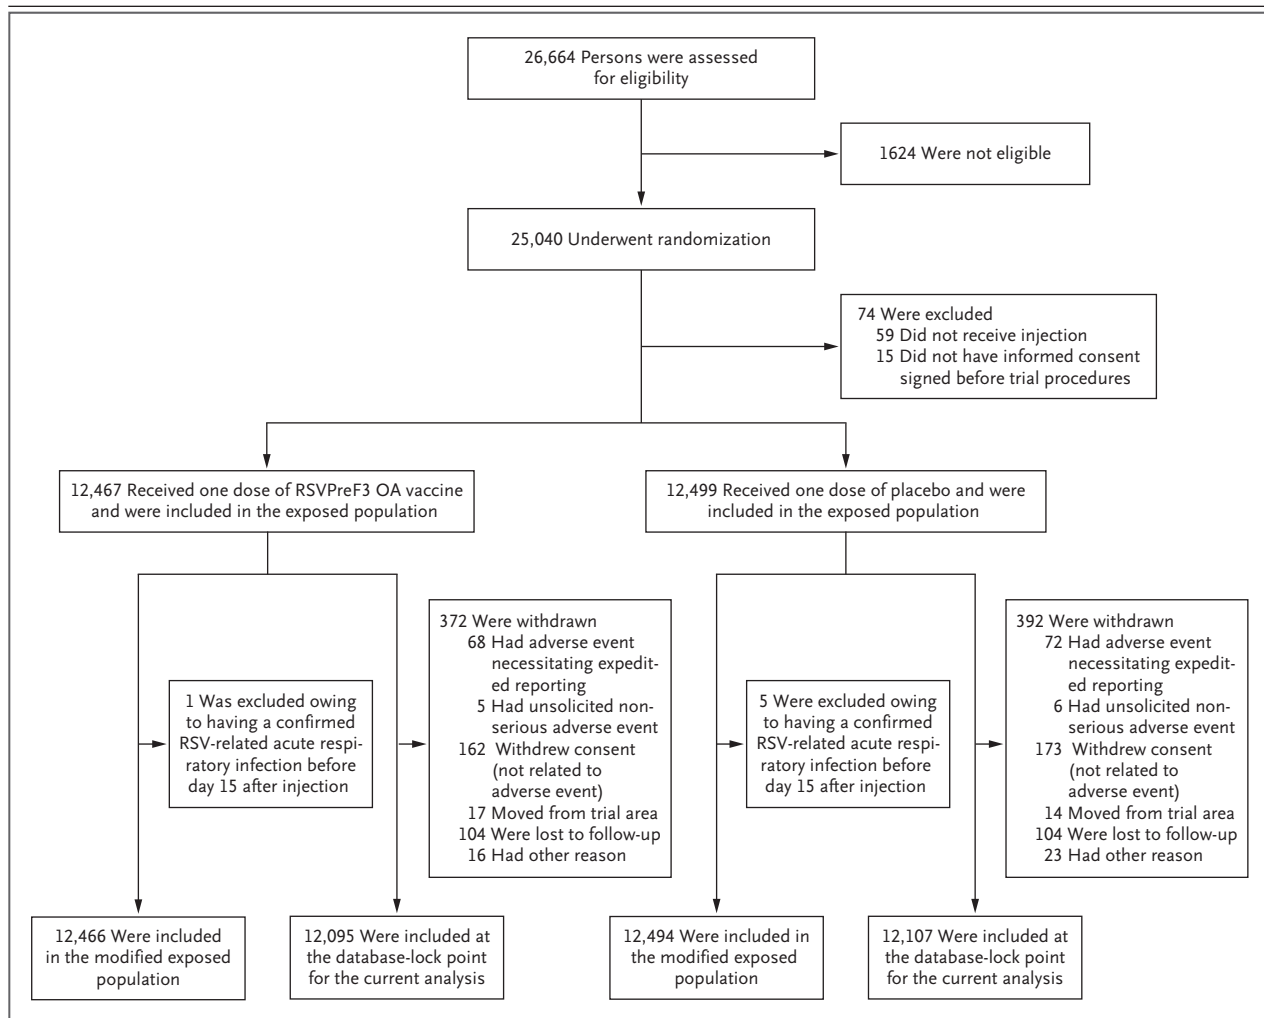 26,664 Persons were assessed
for eligibility
1624 Were not eligible
25,040 Underwent randomization
74 Were excluded
59 Did not receive injection
15 Did not have informed consent
signed before trial procedures
12,467 Received one dose of RSVPreF3 OA vaccine
and were included in the exposed population
12,499 Received one dose of placebo and were
included in the exposed population
1 Was excluded owing
to having a confirmed
RSV-related acute respi-
ratory infection before
day 15 after injection
372 Were withdrawn
68 Had adverse event
necessitating expedit-
ed reporting
5 Had unsolicited non-
serious adverse event
162 Withdrew consent
(not related to
adverse event)
17 Moved from trial area
104 Were lost to follow-up
16 Had other reason
5 Were excluded owing
to having a confirmed
RSV-related acute respi-
ratory infection before
day 15 after injection
392 Were withdrawn
72 Had adverse event
necessitating expedit-
ed reporting
6 Had unsolicited non-
serious adverse event
173 Withdrew consent
(not related to
adverse event)
14 Moved from trial area
104 Were lost to follow-up
23 Had other reason
12,466 Were included
in the modified exposed
population
12,095 Were included at
the database-lock point
for the current analysis
12,494 Were included in
the modified exposed
population
12,107 Were included at
the database-lock point
for the current analysis